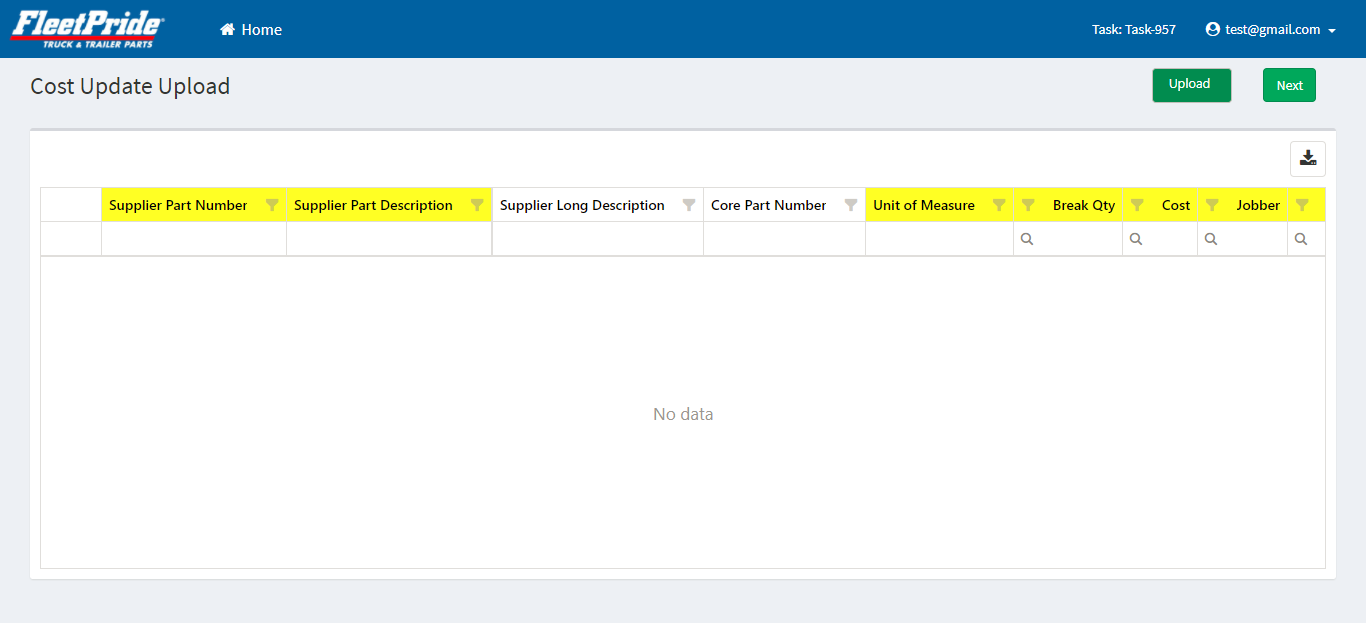 FleetPride
TRUCK & TRAILER PARTS
Home
Task: Task-957
test@gmail.com
Cost Update Upload
Upload
Next
Supplier Part Number
Supplier Part Description
Supplier Long Description
Core Part Number
Unit of Measure
Break Qty
Cost
Jobber
No data